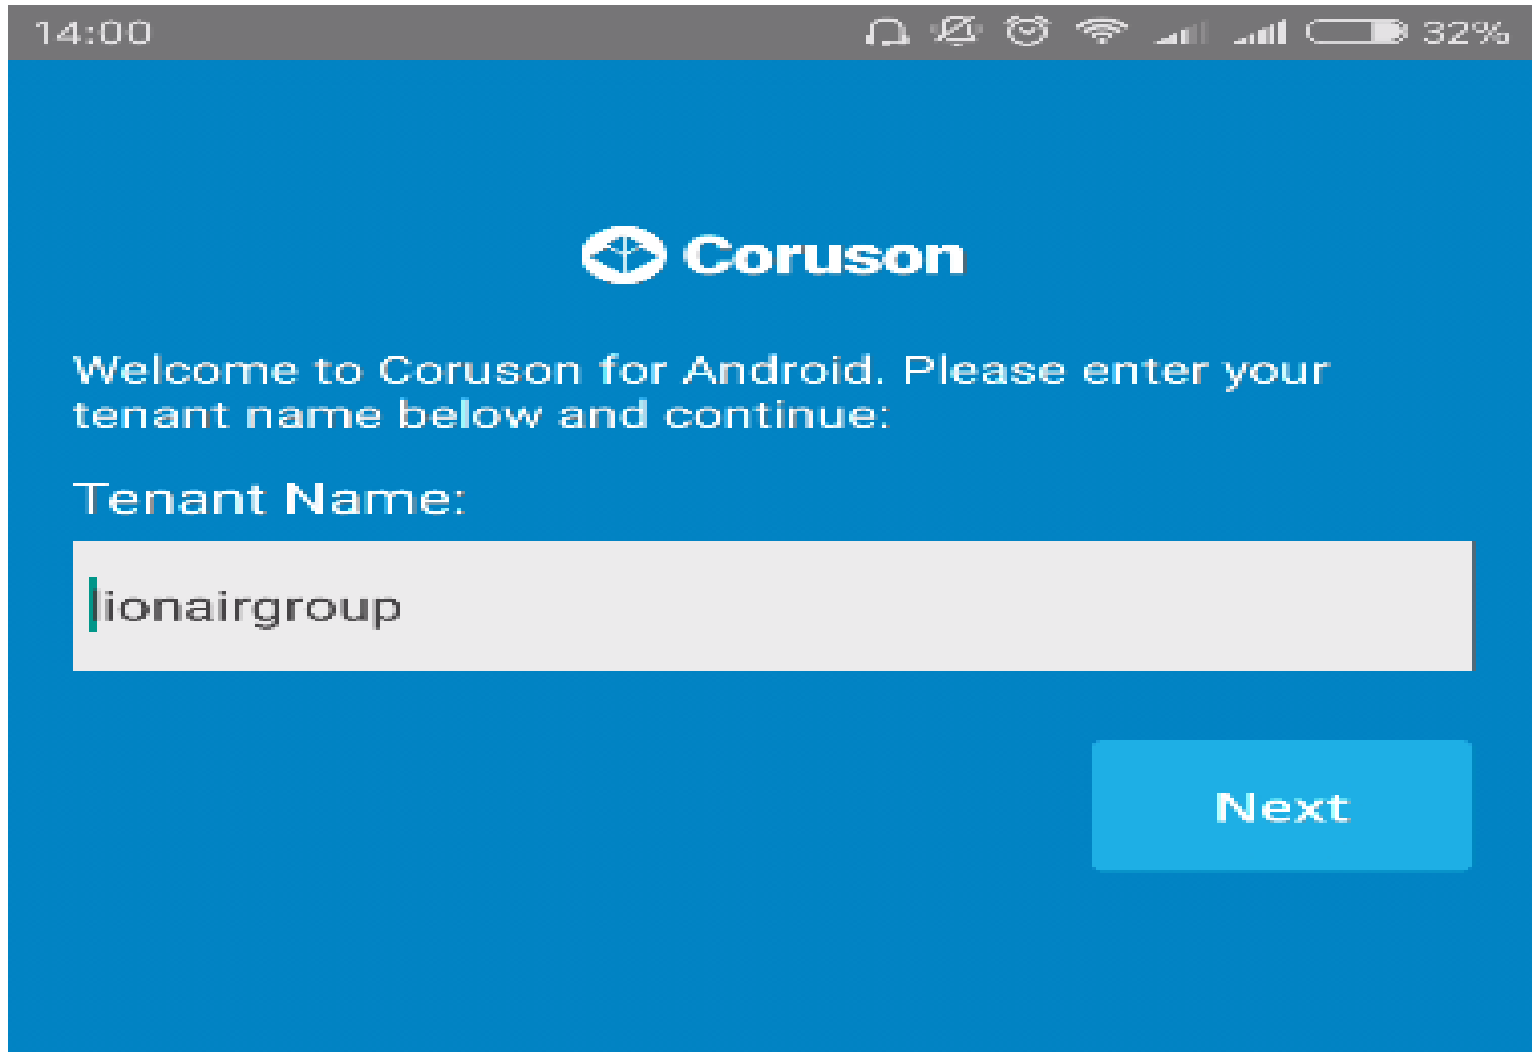 14:00 32%
Coruson
Welcome to Coruson for Android. Please enter your
tenant name below and continue:
Tenant Name:
lionairgroup
Next